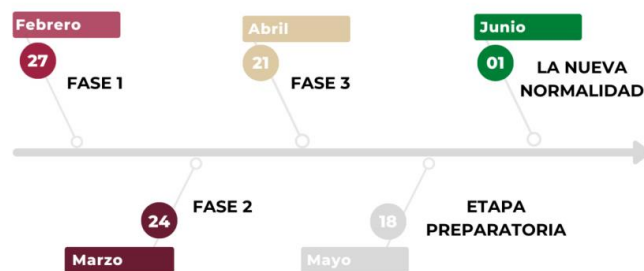 Febrero
27
FASE 1
Abril
21
FASE 3
Junio
01
LA NUEVA
NORMALIDAD
24
FASE 2
Marzo
18
ETAPA
PREPARATORIA
Mayo